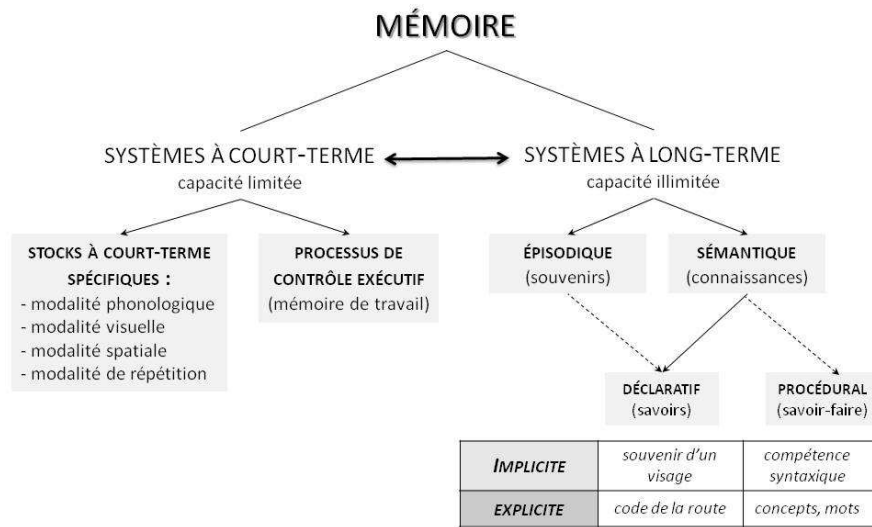 MÉMOIRE
SYSTÈMES À COURT-TERME
capacité limitée
SYSTÈMES À LONG-TERME
capacité illimitée
STOCKS À COURT-TERME
SPÉCIFIQUES :
- modalité phonologique
- modalité visuelle
- modalité spatiale
- modalité de répétition
PROCESSUS DE
CONTRÔLE EXÉCUTIF
(mémoire de travail)
ÉPISODIQUE
(souvenirs)
SÉMANTIQUE
(connaissances)
DÉCLARATIF
(savoirs)
PROCÉDURAL
(savoir-faire)
IMPLICITE
souvenir d'un
visage
compétence
syntaxique
EXPLICITE
code de la route
concepts, mots